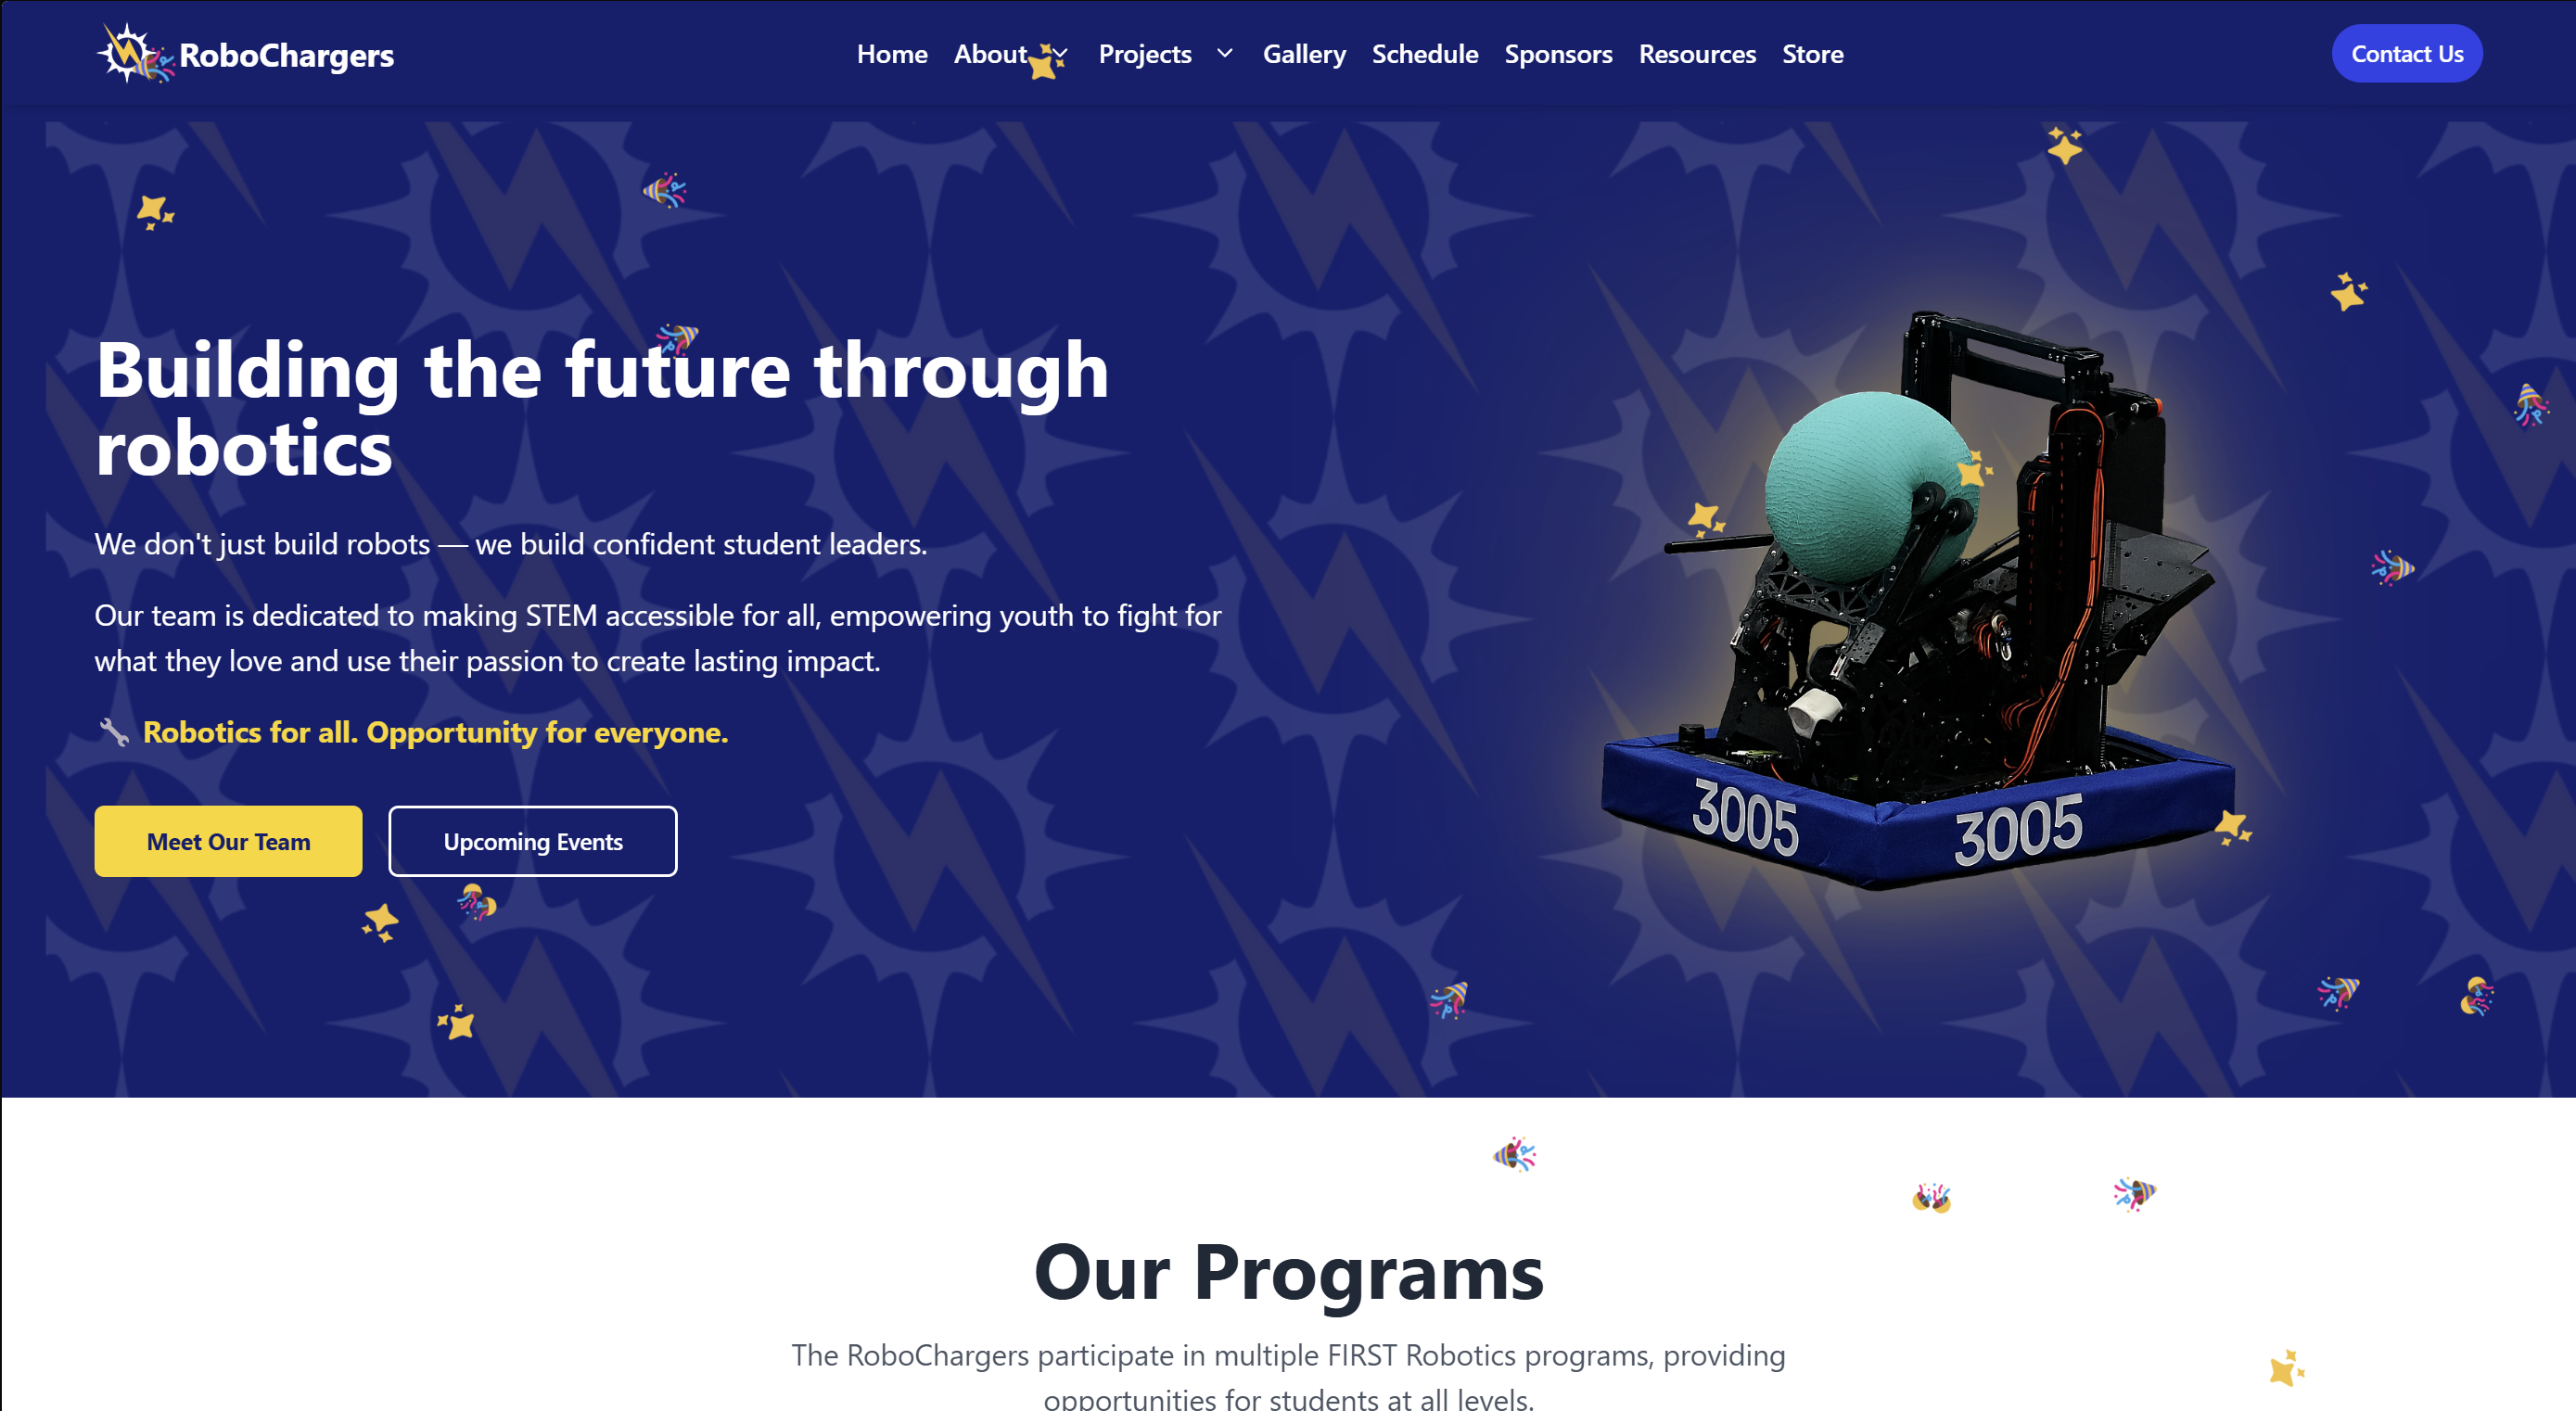 RoboChargers
Home About Projects Gallery Schedule Sponsors Resources Store
Contact Us
Building the future through
robotics
We don't just build robots — we build confident student leaders.
Our team is dedicated to making STEM accessible for all, empowering youth to fight for
what they love and use their passion to create lasting impact.
Robotics for all. Opportunity for everyone.
Meet Our Team
Upcoming Events
3005
3005
Our Programs
The RoboChargers participate in multiple FIRST Robotics programs, providing
opportunities for students at all levels.